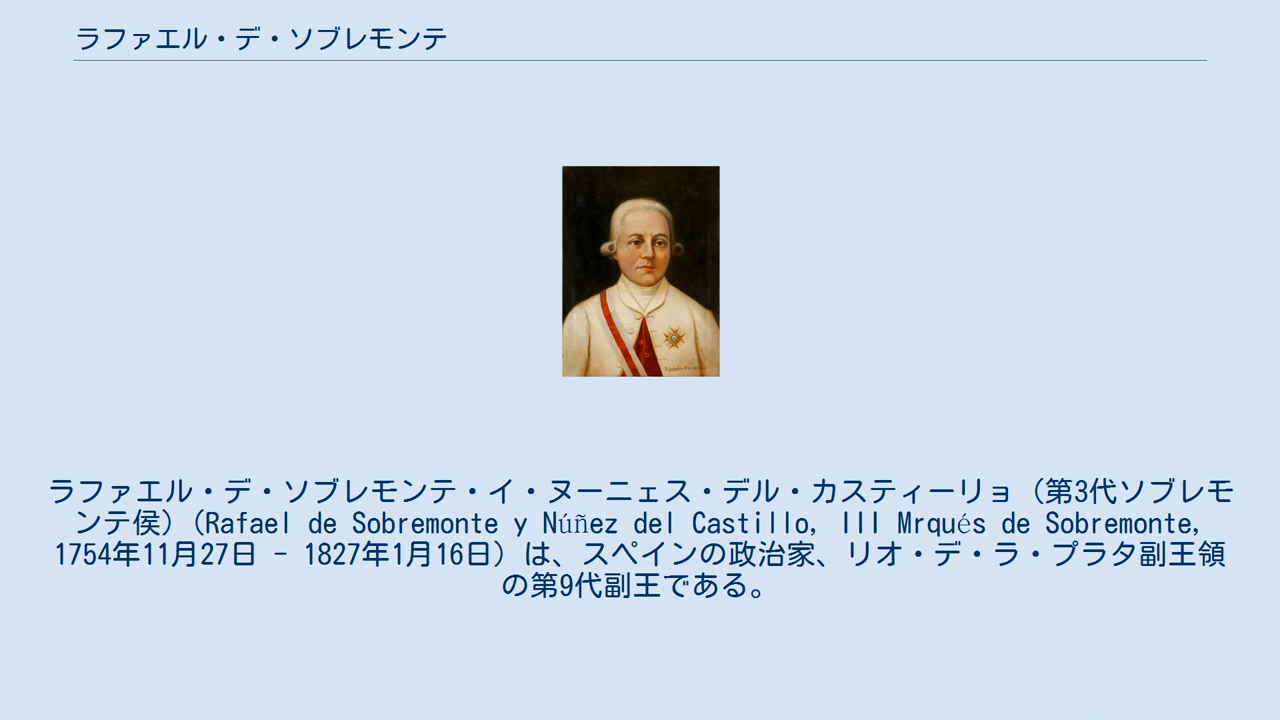 ラファエル・デ・ソブレモンテ
ラファエル・デ・ソブレモンテ・イ・ヌーニェス・デル・カスティーリョ（第3代ソブレモ
ンテ侯）（Rafael de Sobremonte y Núñez del Castillo, III Mrqués de Sobremonte,
1754年11月27日 - 1827年1月16日）は、スペインの政治家、リオ・デ・ラ・プラタ副王領
の第9代副王である。